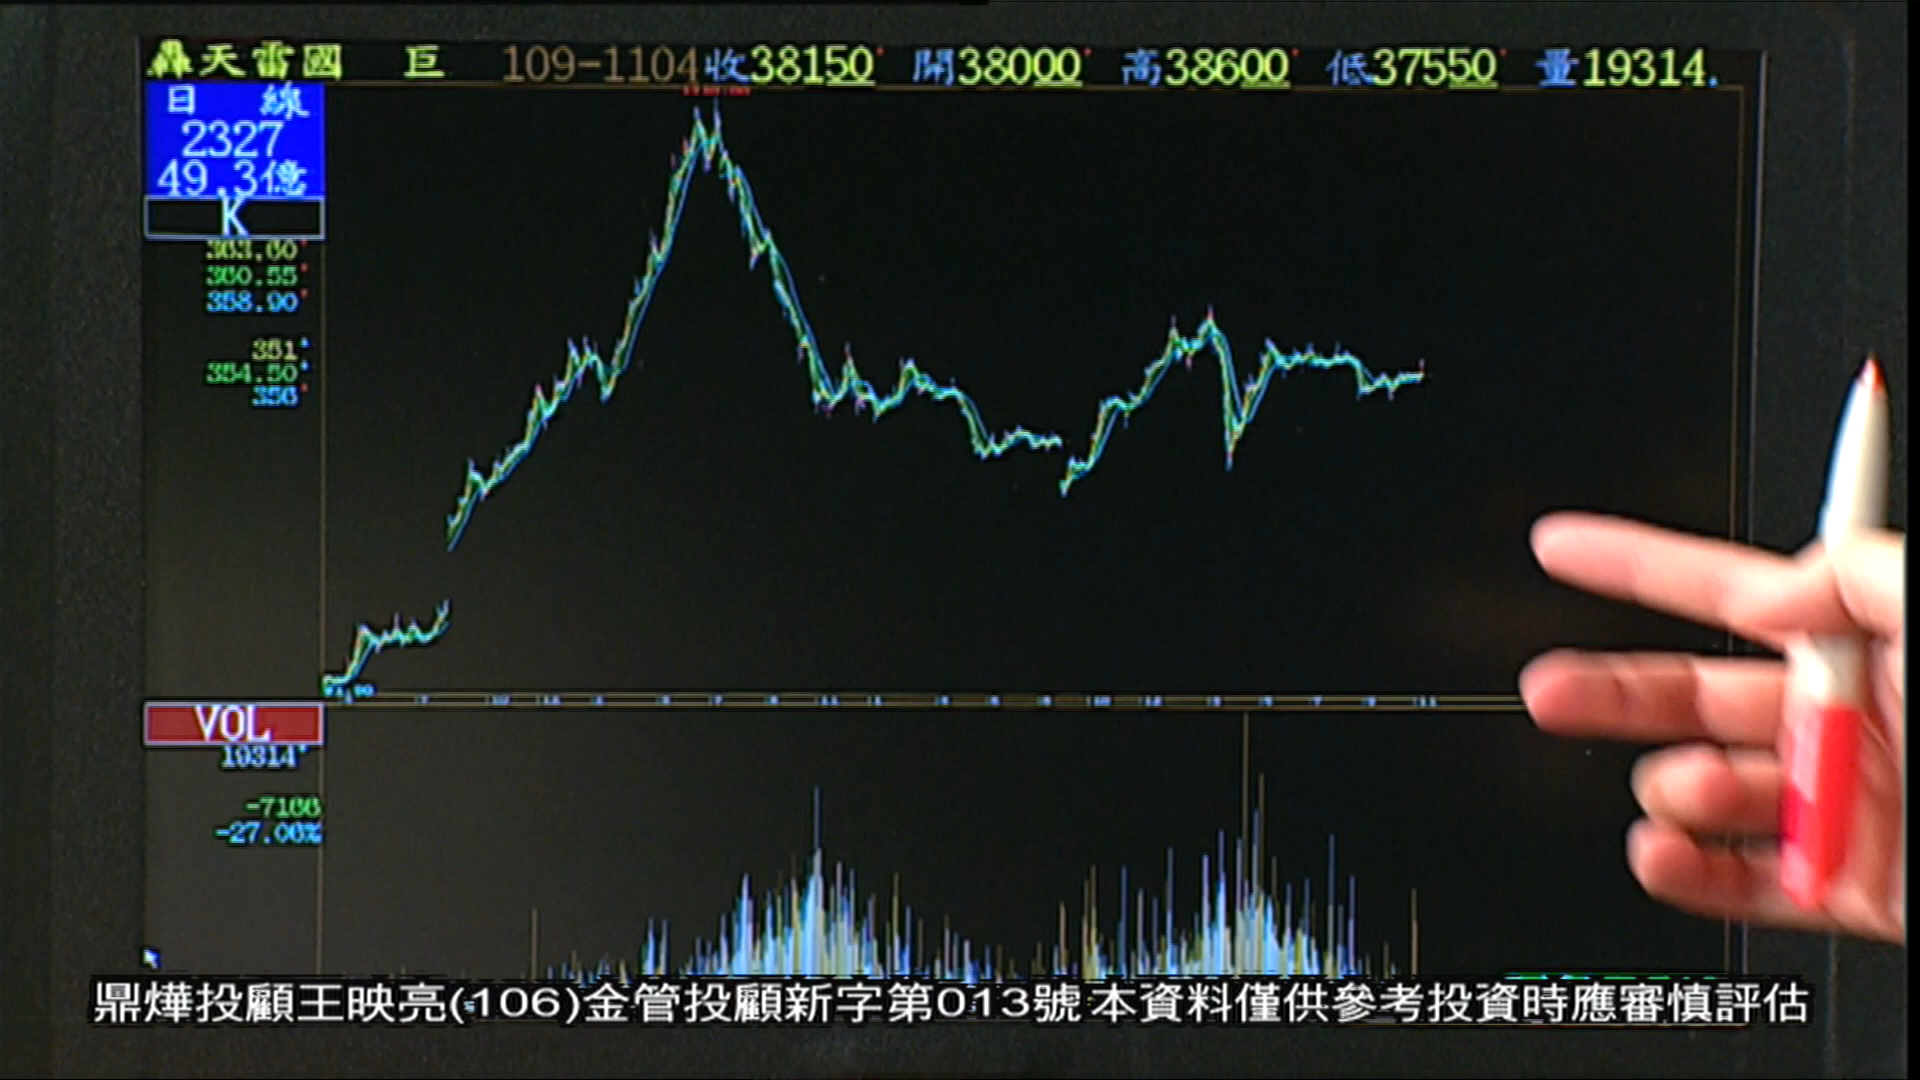 天雷國 巨 109-1104 收38150 開38000 高38600 低37550 量19314.
日 線
2327
49.3億
K
363.60
360.55
358.90
351
354.50
356
VOL
19314
-7166
-27.06%
鼎燁投顧王映亮(106)金管投顧新字第013號 本資料僅供參考投資時應審慎評估